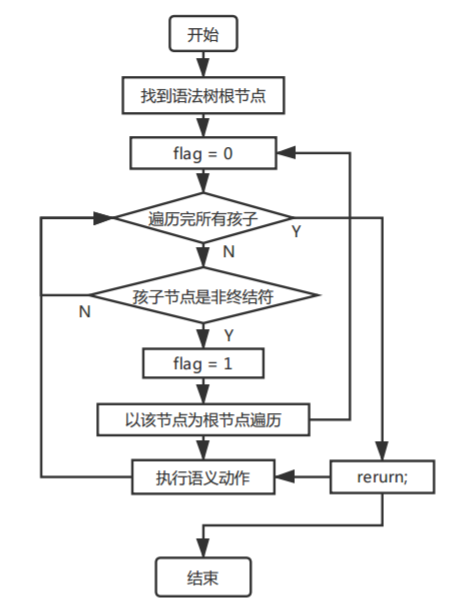 开始
找到语法树根节点
flag = 0
遍历完所有孩子
Y
N
孩子节点是非终结符
N
Y
flag = 1
以该节点为根节点遍历
执行语义动作
rerurn;
结束